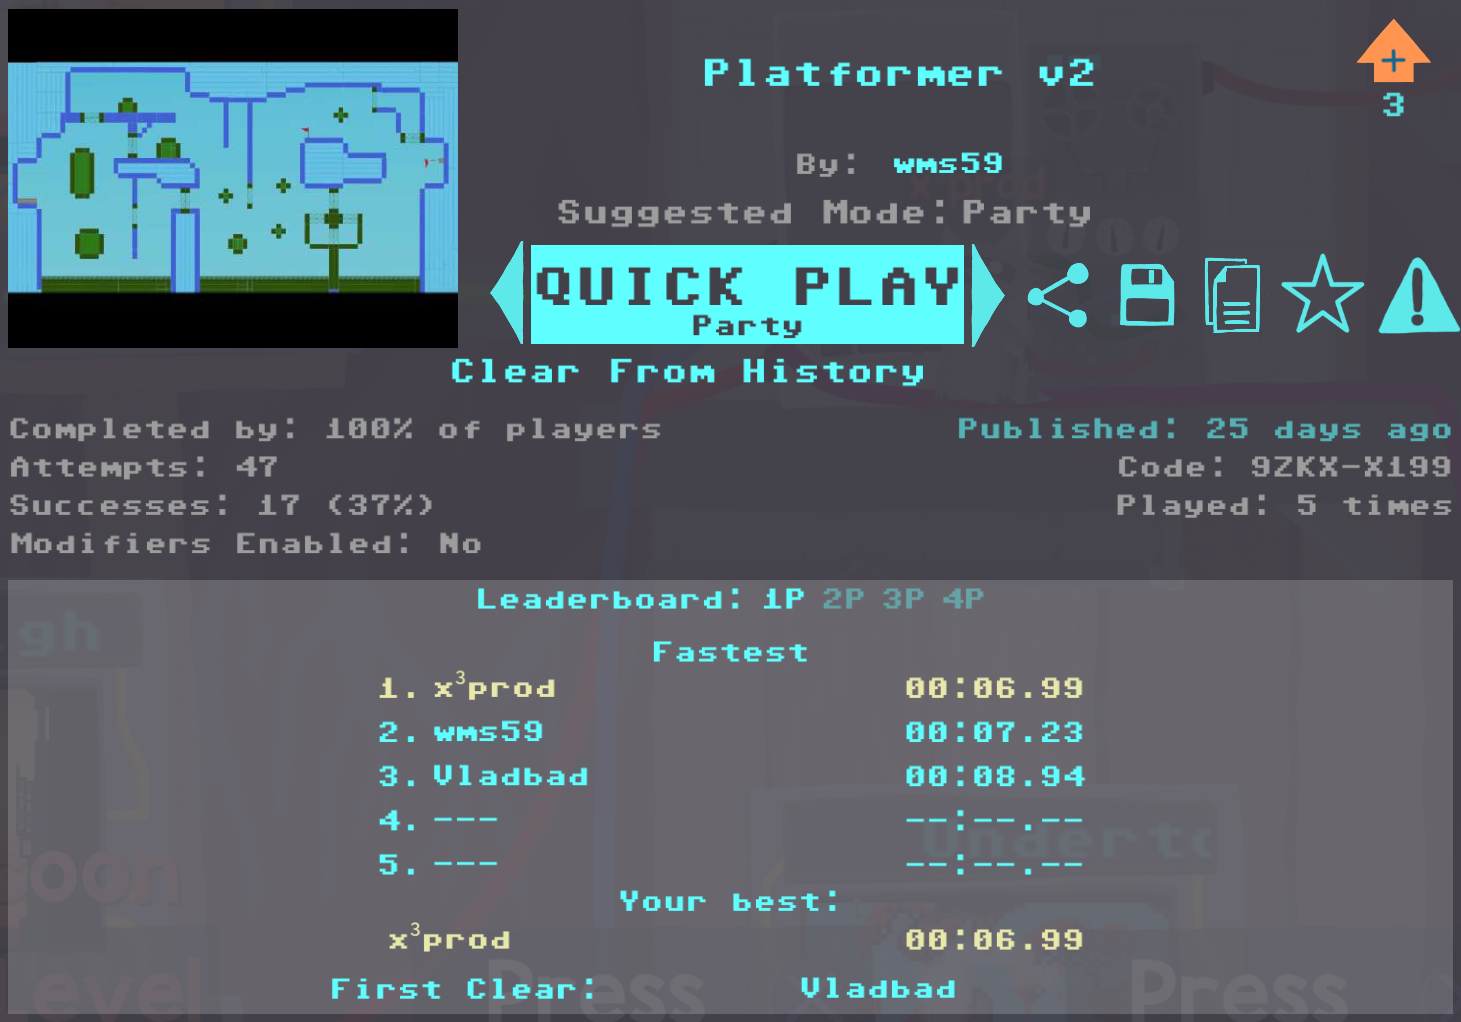 Platformer v2
3
By: wms59
Suggested Mode: Party
QUICK PLAY
Party
Clear From History
Completed by: 100% of players
Attempts: 47
Successes: 17 (37%)
Modifiers Enabled: No
Published: 25 days ago
Code: 9ZKX-X199
Played: 5 times
Leaderboard: 1P 2P 3P 4P
Fastest
1. x³prod 00:06.99
2. wms59 00:07.23
3. Vladbad 00:08.94
4. --- --:--.--
5. --- --:--.--
Your best:
x³prod 00:06.99
First Clear: Vladbad
Level
Press
Press